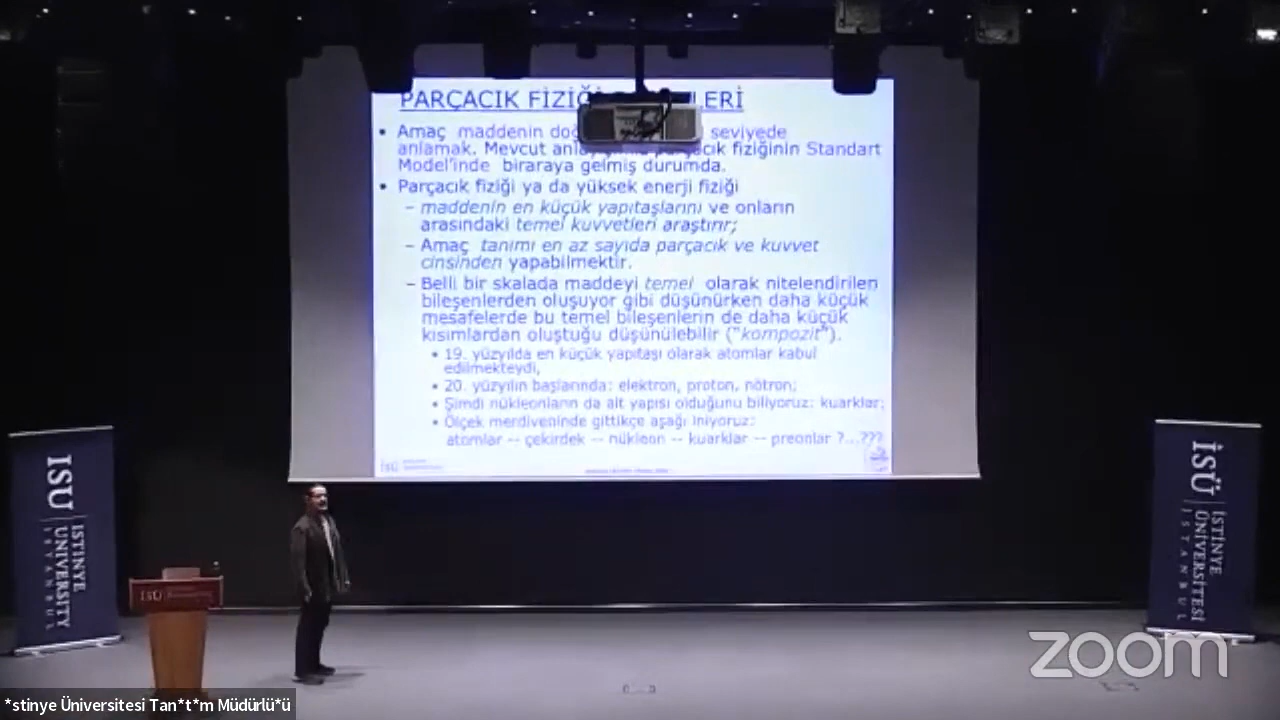 PARÇACIK FİZİĞİ LERİ
• Amaç maddenin doğ seviyede
anlamak. Mevcut parçacık fiziğinin Standart
Model'inde biraraya gelmiş durumda.
• Parçacık fiziği ya da yüksek enerji fiziği
– maddenin en küçük yapıtaşlarını ve onların
arasındaki temel kuvvetleri araştırır;
– Amaç tanımı en az sayıda parçacık ve kuvvet
cinsinden yapabilmektir.
– Belli bir skalada maddeyi temel olarak nitelendirilen
bileşenlerden oluşuyor gibi düşünürken daha küçük
mesafelerde bu temel bileşenlerin de daha küçük
kısımlardan oluştuğu düşünülebilir ("kompozit").
• 19. yüzyılda en küçük yapıtaşı olarak atomlar kabul
edilmekteydi,
• 20. yüzyılın başlarında: elektron, proton, nötron;
• Şimdi nükleonların da alt yapısı olduğunu biliyoruz: kuarklar;
• Ölçek merdiveninde gittikçe aşağı iniyoruz:
atomlar -- çekirdek -- nükleon -- kuarklar -- preonlar ?...???
ISU
ISU
ISTINYE
UNIVERSITY
ISTANBUL
İSÜ
İSÜ
İSTİNYE
ÜNİVERSİTESİ
İSTANBUL
zoom
*stinye Üniversitesi Tan*t*m Müdürlü*ü